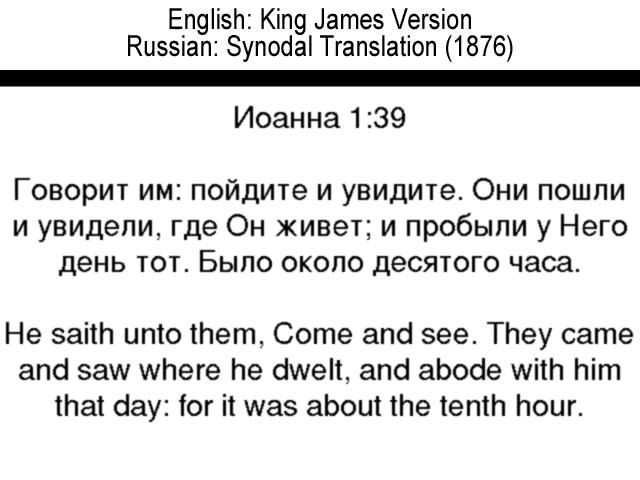 English: King James Version
Russian: Synodal Translation (1876)
Иоанна 1:39
Говорит им: пойдите и увидите. Они пошли
и увидели, где Он живет; и пробыли у Него
день тот. Было около десятого часа.
He saith unto them, Come and see. They came
and saw where he dwelt, and abode with him
that day: for it was about the tenth hour.